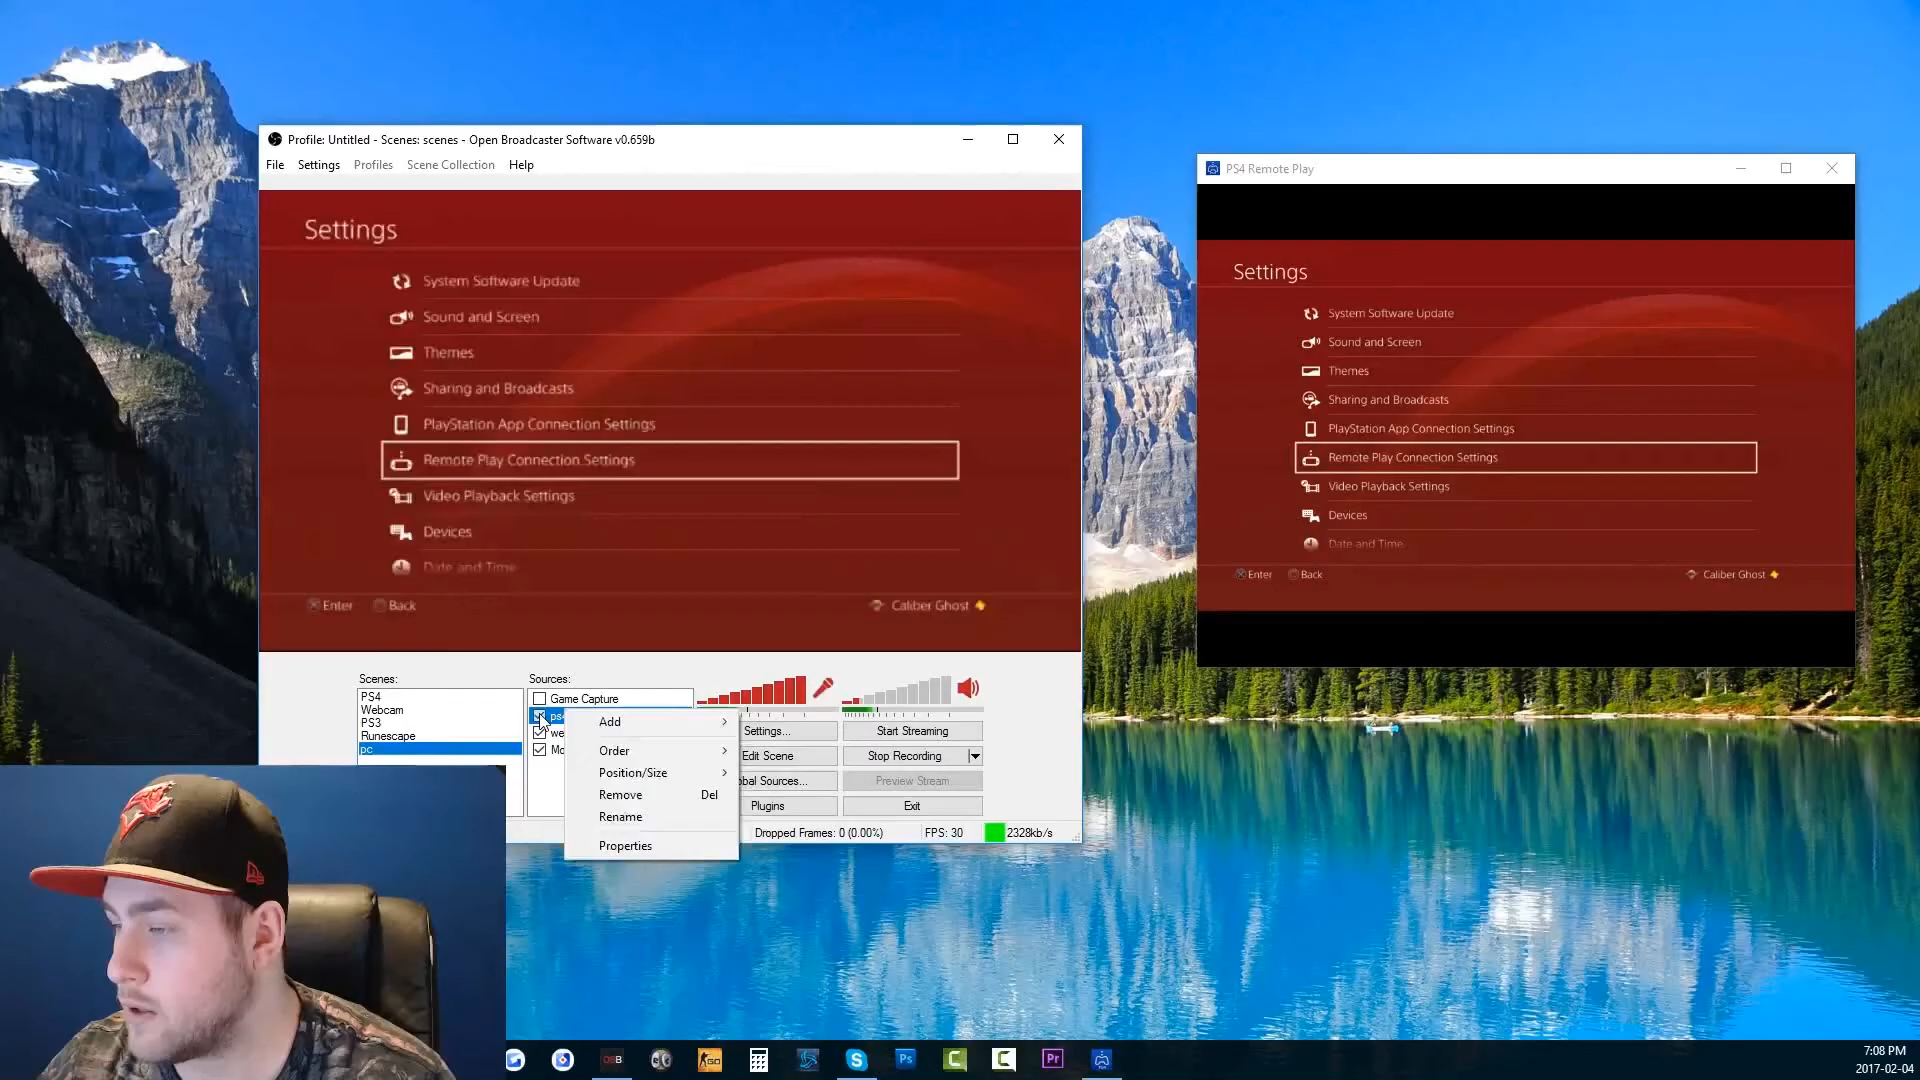 Profile: Untitled - Scenes: scenes - Open Broadcaster Software v0.659b
File Settings Profiles Scene Collection Help
Settings
System Software Update
Sound and Screen
Themes
Sharing and Broadcasts
PlayStation App Connection Settings
Remote Play Connection Settings
Video Playback Settings
Devices
Date and Time
Enter Back
Caliber Ghost
PS4 Remote Play
Settings
System Software Update
Sound and Screen
Themes
Sharing and Broadcasts
PlayStation App Connection Settings
Remote Play Connection Settings
Video Playback Settings
Devices
Date and Time
Enter Back
Caliber Ghost
Scenes:
PS4
Webcam
PS3
Runescape
pc
Sources:
Game Capture
Add
Order
Position/Size
Remove Del
Rename
Properties
Settings...
Start Streaming
Edit Scene
Stop Recording
Preview Stream
Plugins
Exit
Dropped Frames: 0 (0.00%) FPS: 30 2328kb/s
GO
Ps
Pr
7:08 PM
2017-02-04